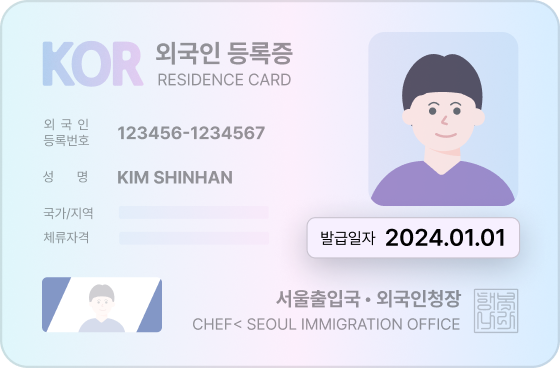 KOR 외국인 등록증
RESIDENCE CARD
외 국 인
등록번호 123456-1234567
성 명 KIM SHINHAN
국가/지역
체류자격
발급일자 2024.01.01
서울출입국 • 외국인청장
CHEF< SEOUL IMMIGRATION OFFICE